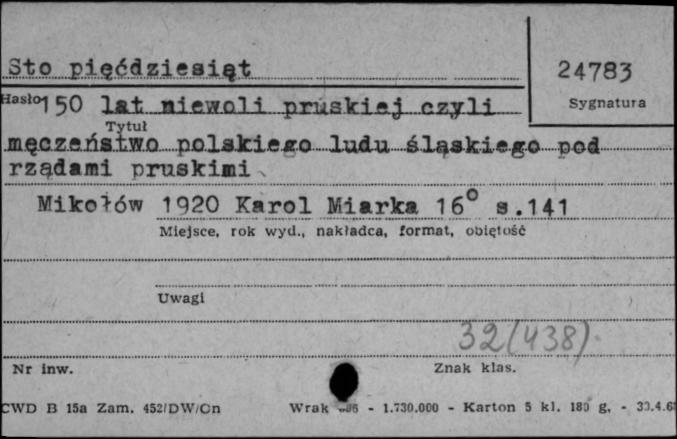 Sto pięćdziesiąt
24783
Hasło
Sygnatura
150 lat niewoli pruskiej czyli
Tytuł
męczeństwo polskiego ludu śląskiego pod
rządami pruskimi
Mikołów 1920 Karol Miarka 16° s.141
Miejsce, rok wyd., nakładca, format, objętość
Uwagi
32(438)
Nr inw.
Znak klas.
CWD B 15a Zam. 452/DW/Cn
Wrak - 1.730.000 - Karton 5 kl. 180 g. -